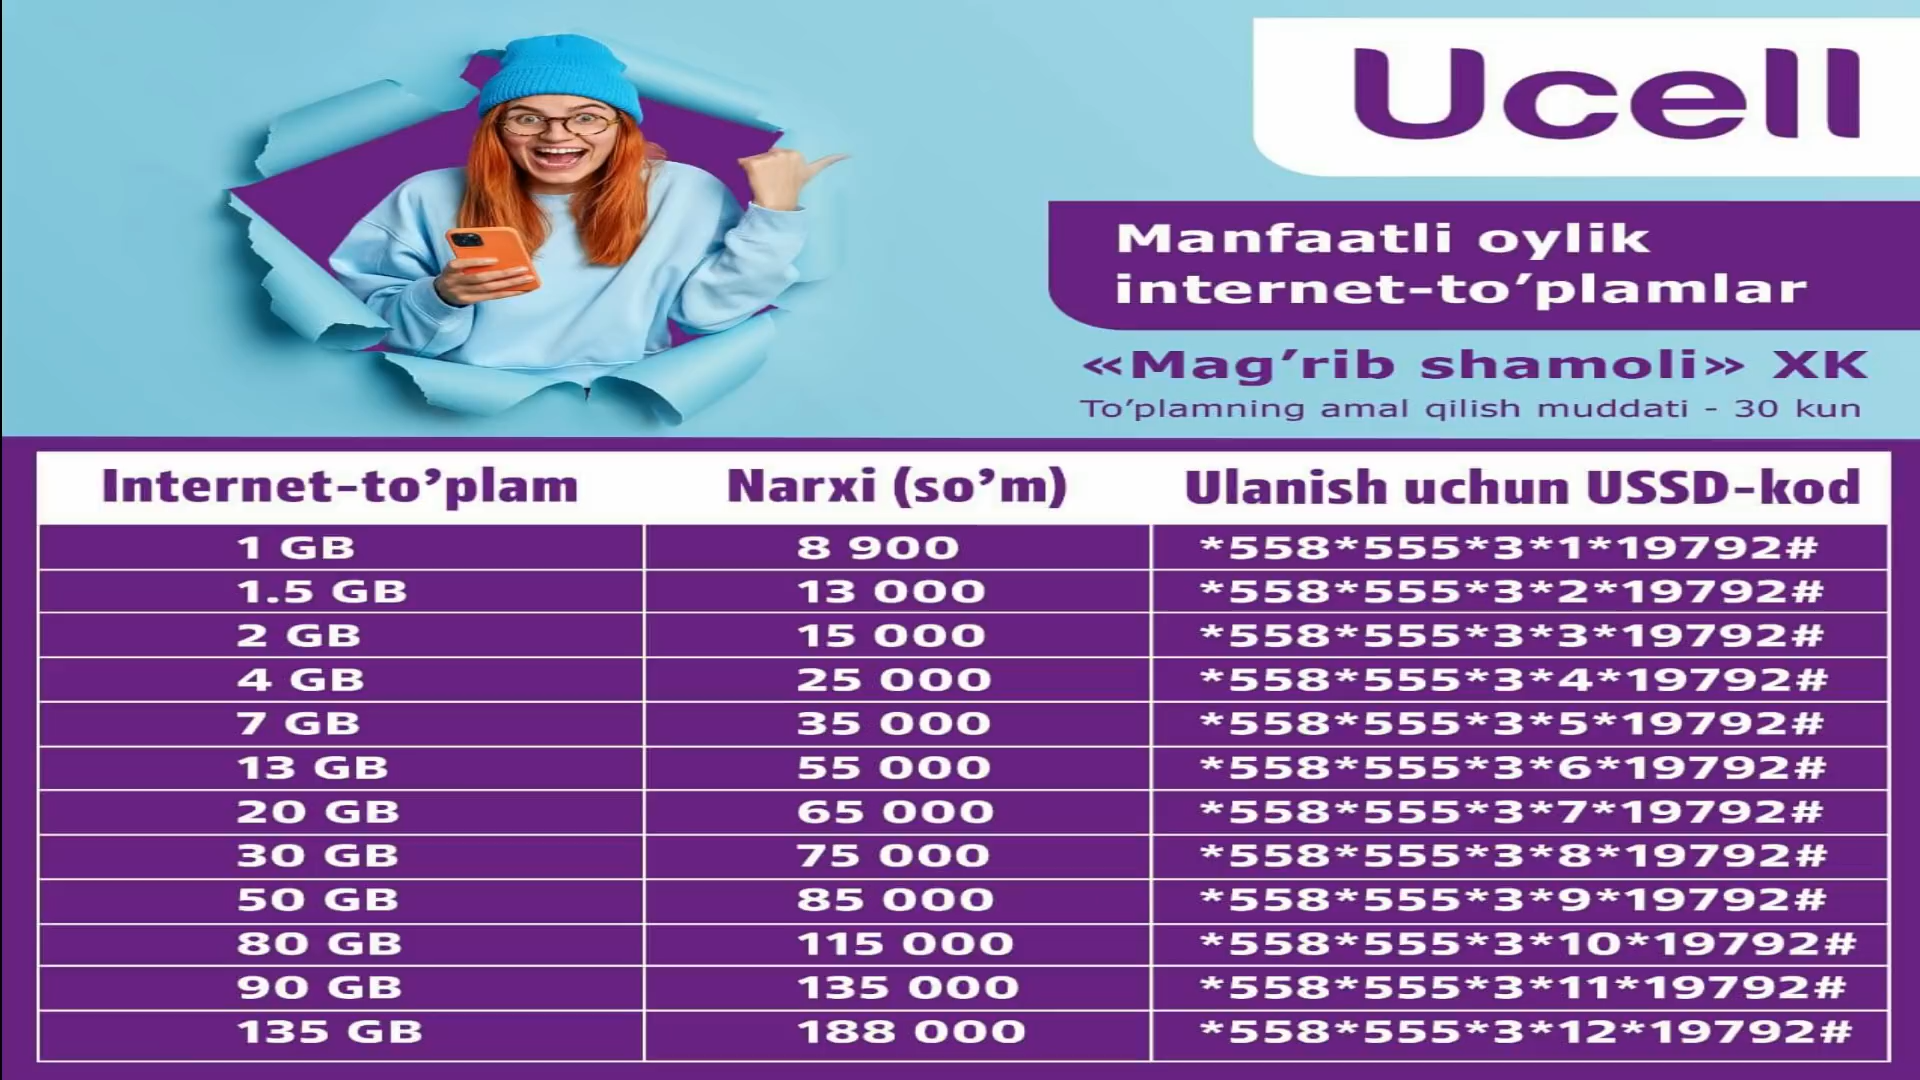 Ucell
Manfaatli oylik
internet-to’plamlar
«Mag’rib shamoli» XK
To’plamning amal qilish muddati - 30 kun
Internet-to’plam Narxi (so’m) Ulanish uchun USSD-kod
1 GB 8 900 *558*555*3*1*19792#
1.5 GB 13 000 *558*555*3*2*19792#
2 GB 15 000 *558*555*3*3*19792#
4 GB 25 000 *558*555*3*4*19792#
7 GB 35 000 *558*555*3*5*19792#
13 GB 55 000 *558*555*3*6*19792#
20 GB 65 000 *558*555*3*7*19792#
30 GB 75 000 *558*555*3*8*19792#
50 GB 85 000 *558*555*3*9*19792#
80 GB 115 000 *558*555*3*10*19792#
90 GB 135 000 *558*555*3*11*19792#
135 GB 188 000 *558*555*3*12*19792#